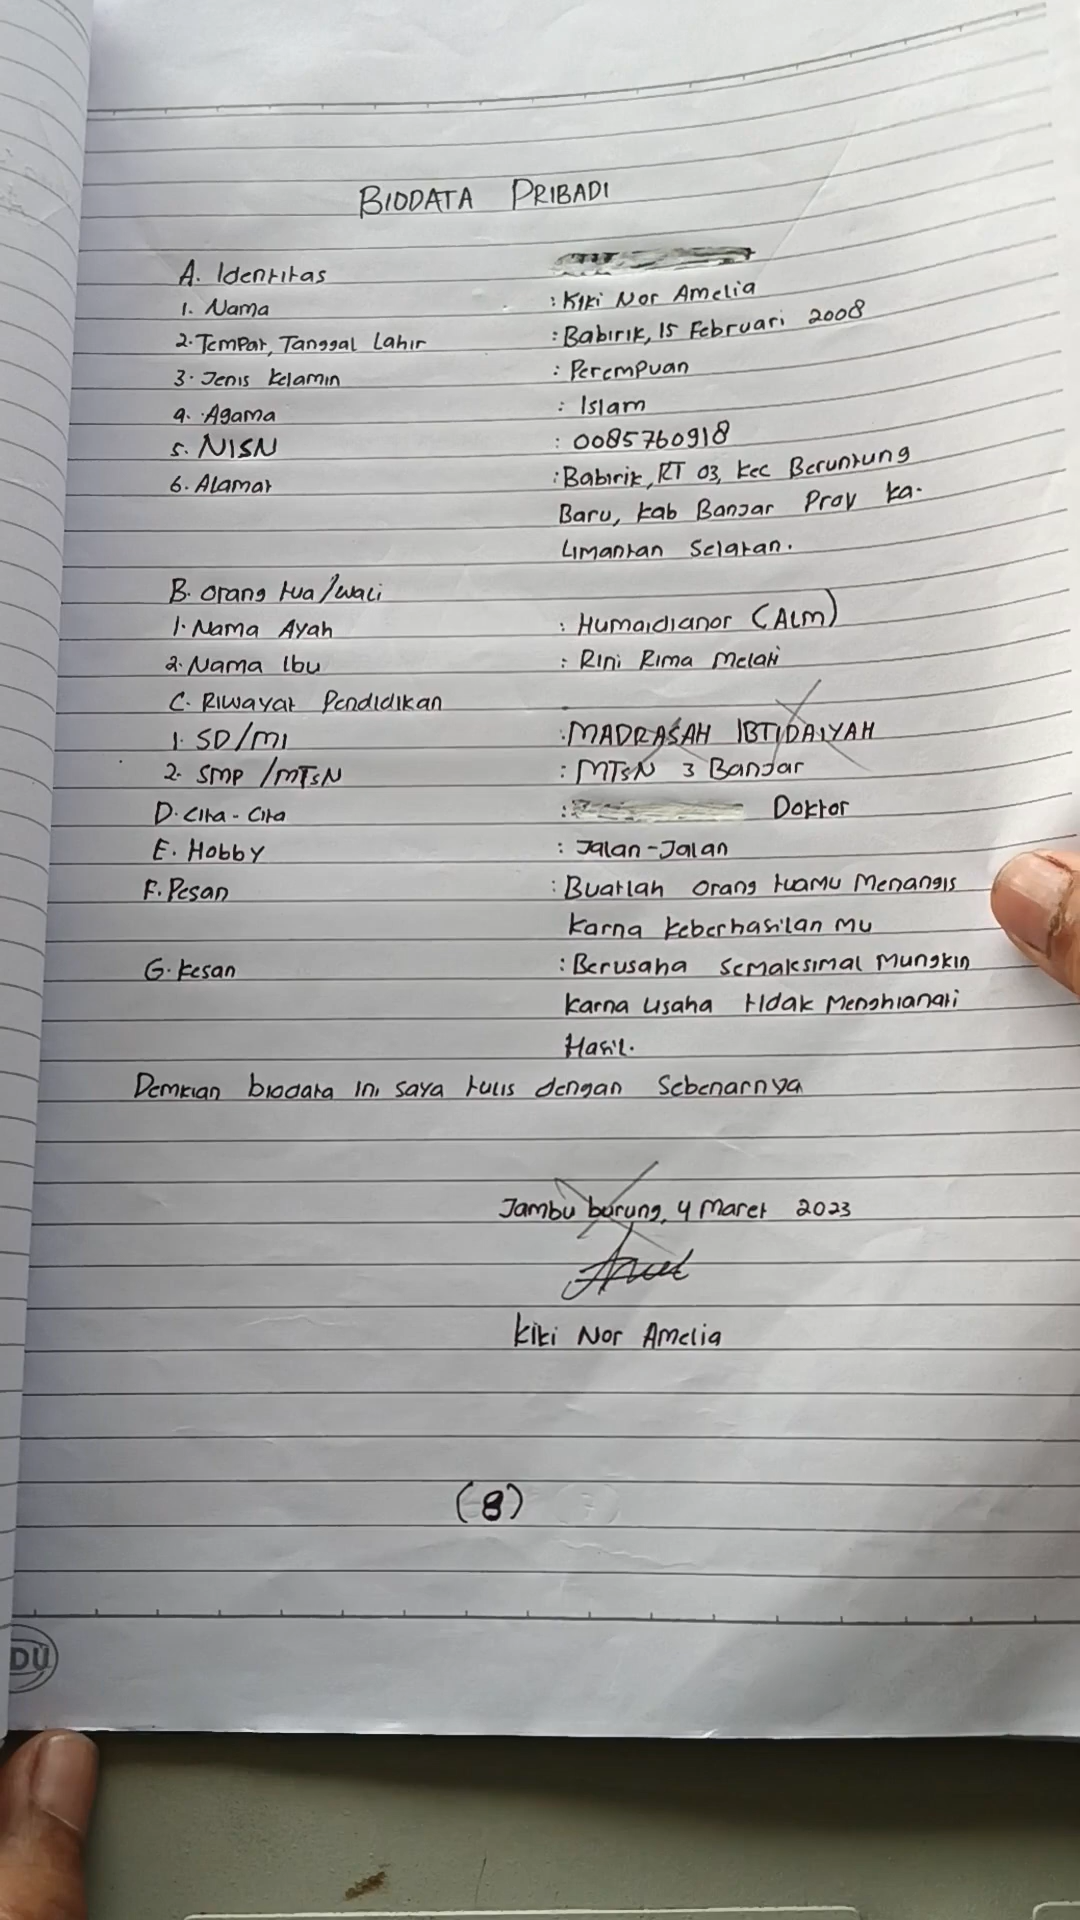 BIODATA PRIBADI
A. Identitas
1. Nama : Kiki Nor Amelia
2. Tempat, Tanggal Lahir : Babirik, 15 Februari 2008
3. Jenis Kelamin : Perempuan
4. Agama : Islam
5. NISN : 0085760918
6. Alamat : Babirik, RT 03, Kec Beruntung
Baru, Kab Banjar Prov Ka-
limantan Selatan.
B. Orang tua/wali
1. Nama Ayah : Humaidianor (ALM)
2. Nama Ibu : Rini Rima Melati
C. Riwayat Pendidikan
1. SD/MI : MADRASAH IBTIDAIYAH
2. SMP/MTsN : MTsN 3 Banjar
D. Cita-Cita : Doktor
E. Hobby : Jalan-Jalan
F. Pesan : Buatlah orang tuamu Menangis
Karna keberhasilan mu
G. Kesan : Berusaha semaksimal Mungkin
Karna Usaha tidak Menghianati
Hasil.
Demkian biodata ini saya tulis dengan Sebenarnya
Jambu burung, 4 Maret 2023
Kiki Nor Amelia
(8)
DU